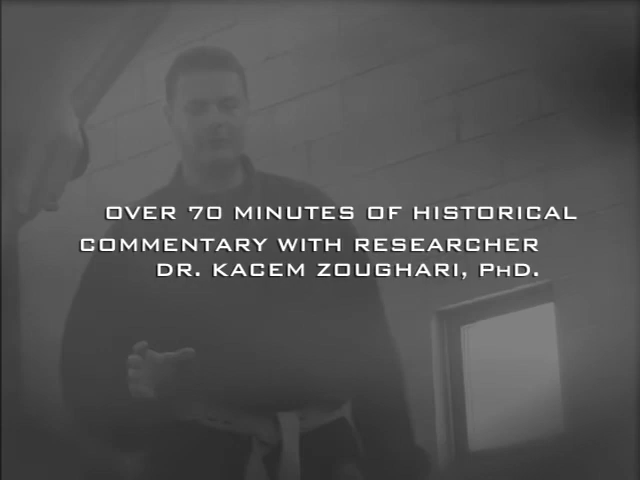 OVER 70 MINUTES OF HISTORICAL
COMMENTARY WITH RESEARCHER
DR. KACEM ZOUGHARI, PHD.